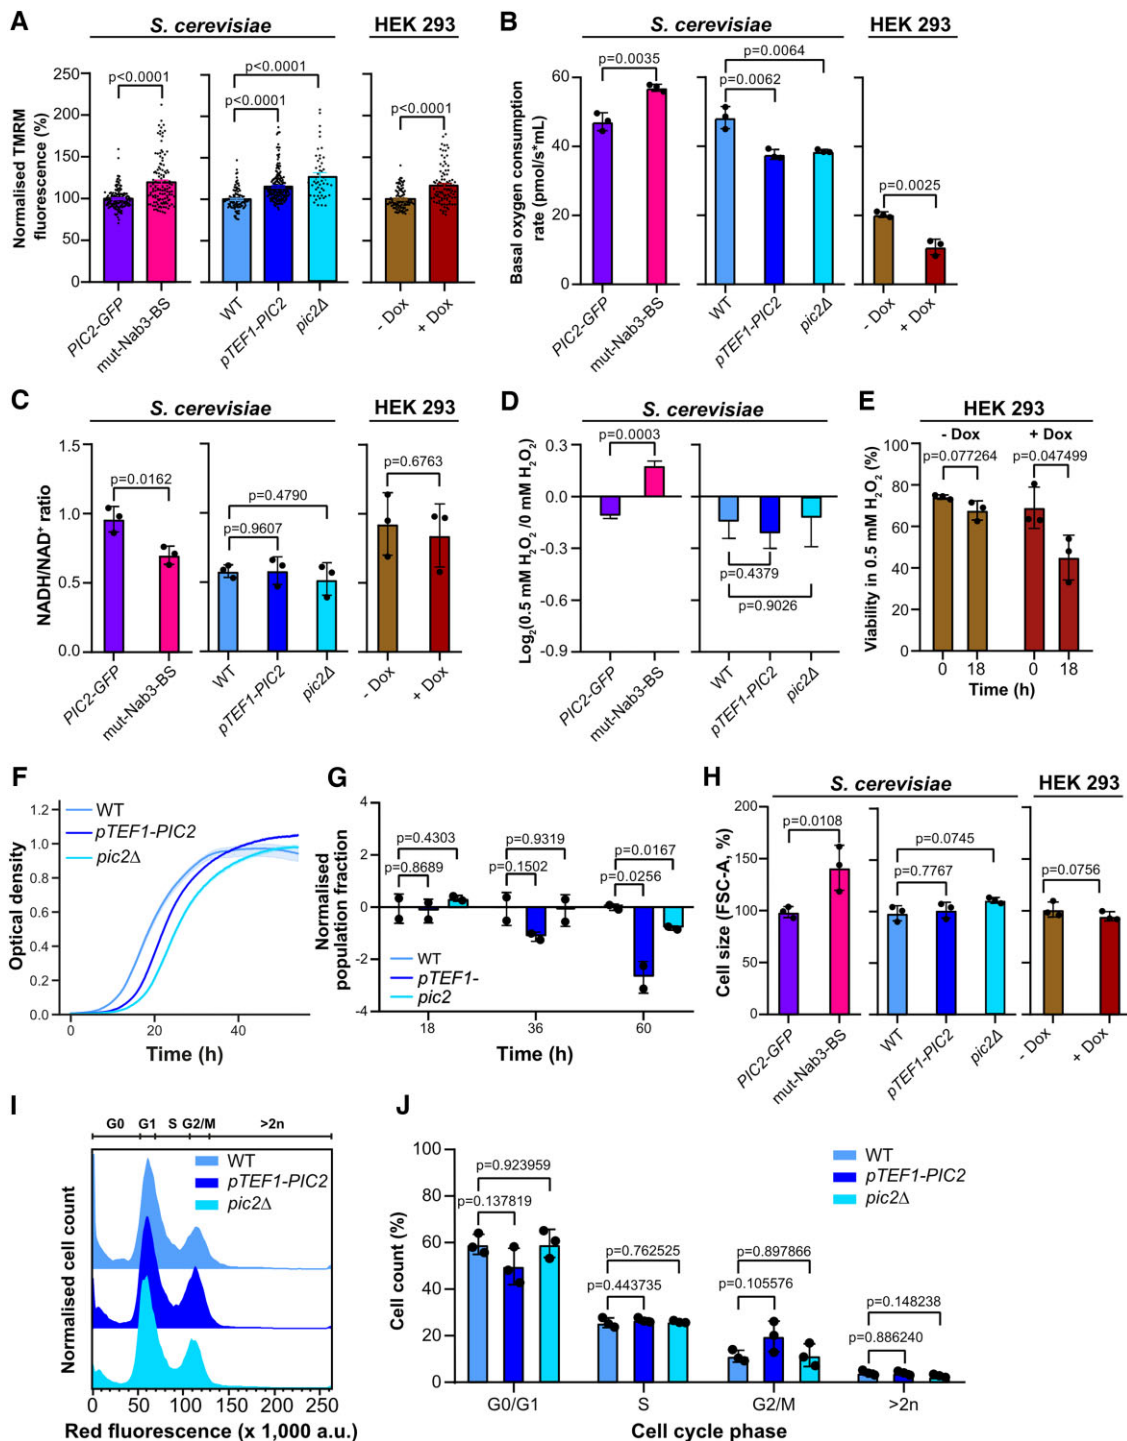 A
S. cerevisiae
HEK 293
Normalised TMRM
fluorescence (%)
250
200
150
100
50
0
p<0.0001
p<0.0001
p<0.0001
p<0.0001
PIC2-GFP
mut-Nab3-BS
WT
pTEF1-PIC2
pic2Δ
- Dox
+ Dox
B
S. cerevisiae
HEK 293
Basal oxygen consumption
rate (pmol/s*mL)
60
40
20
0
p=0.0035
p=0.0064
p=0.0062
p=0.0025
PIC2-GFP
mut-Nab3-BS
WT
pTEF1-PIC2
pic2Δ
- Dox
+ Dox
C
S. cerevisiae
HEK 293
NADH/NAD⁺ ratio
1.5
1.0
0.5
0.0
p=0.0162
p=0.4790
p=0.9607
p=0.6763
PIC2-GFP
mut-Nab3-BS
WT
pTEF1-PIC2
pic2Δ
- Dox
+ Dox
D
S. cerevisiae
Log₂(0.5 mM H₂O₂ /0 mM H₂O₂)
0.3
0.0
-0.3
-0.6
-0.9
p=0.0003
p=0.4379
p=0.9026
PIC2-GFP
mut-Nab3-BS
WT
pTEF1-PIC2
pic2Δ
E
HEK 293
- Dox
+ Dox
Viability in 0.5 mM H₂O₂ (%)
100
80
60
40
20
0
p=0.077264
p=0.047499
0
18
0
18
Time (h)
F
Optical density
1.2
1.0
0.8
0.6
0.4
0.2
0.0
WT
pTEF1-PIC2
pic2Δ
0
20
40
Time (h)
G
Normalised
population fraction
4
2
0
-2
-4
p=0.4303
p=0.8689
p=0.9319
p=0.1502
p=0.0167
p=0.0256
WT
pTEF1-
pic2
18
36
60
Time (h)
H
S. cerevisiae
HEK 293
Cell size (FSC-A, %)
200
150
100
50
0
p=0.0108
p=0.0745
p=0.7767
p=0.0756
PIC2-GFP
mut-Nab3-BS
WT
pTEF1-PIC2
pic2Δ
- Dox
+ Dox
I
G0
G1
S
G2/M
>2n
Normalised cell count
WT
pTEF1-PIC2
pic2Δ
0
50
100
150
200
250
Red fluorescence (x 1,000 a.u.)
J
Cell count (%)
100
80
60
40
20
0
WT
pTEF1-PIC2
pic2Δ
p=0.923959
p=0.137819
p=0.762525
p=0.443735
p=0.897866
p=0.105576
p=0.148238
p=0.886240
G0/G1
S
G2/M
>2n
Cell cycle phase